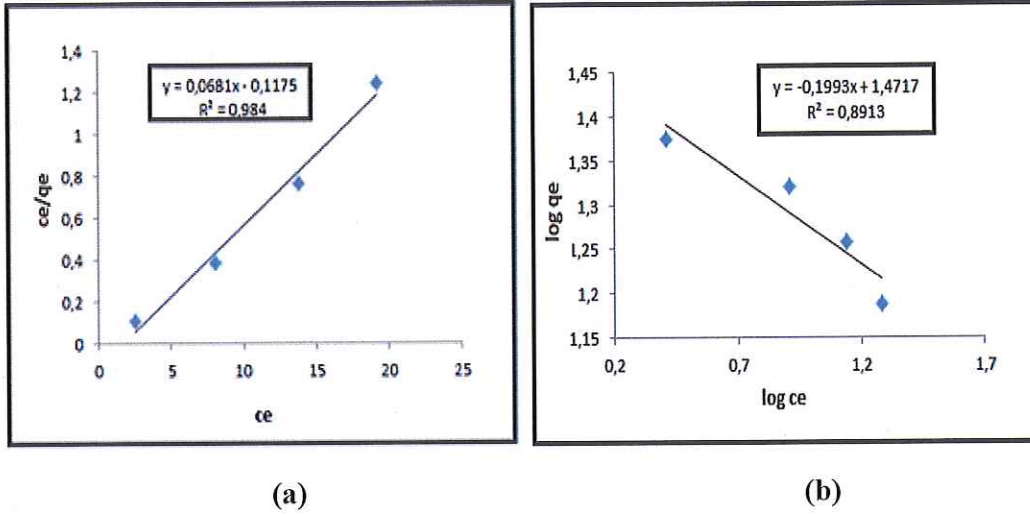 1,4
1,2
1
0,8
0,6
0,4
0,2
0
0
5
10
15
20
25
ce/qe
ce
y = 0,0681x - 0,1175
R² = 0,984
1,45
1,4
1,35
1,3
1,25
1,2
1,15
0,2
0,7
1,2
1,7
log qe
log ce
y = -0,1993x + 1,4717
R² = 0,8913
(a)
(b)